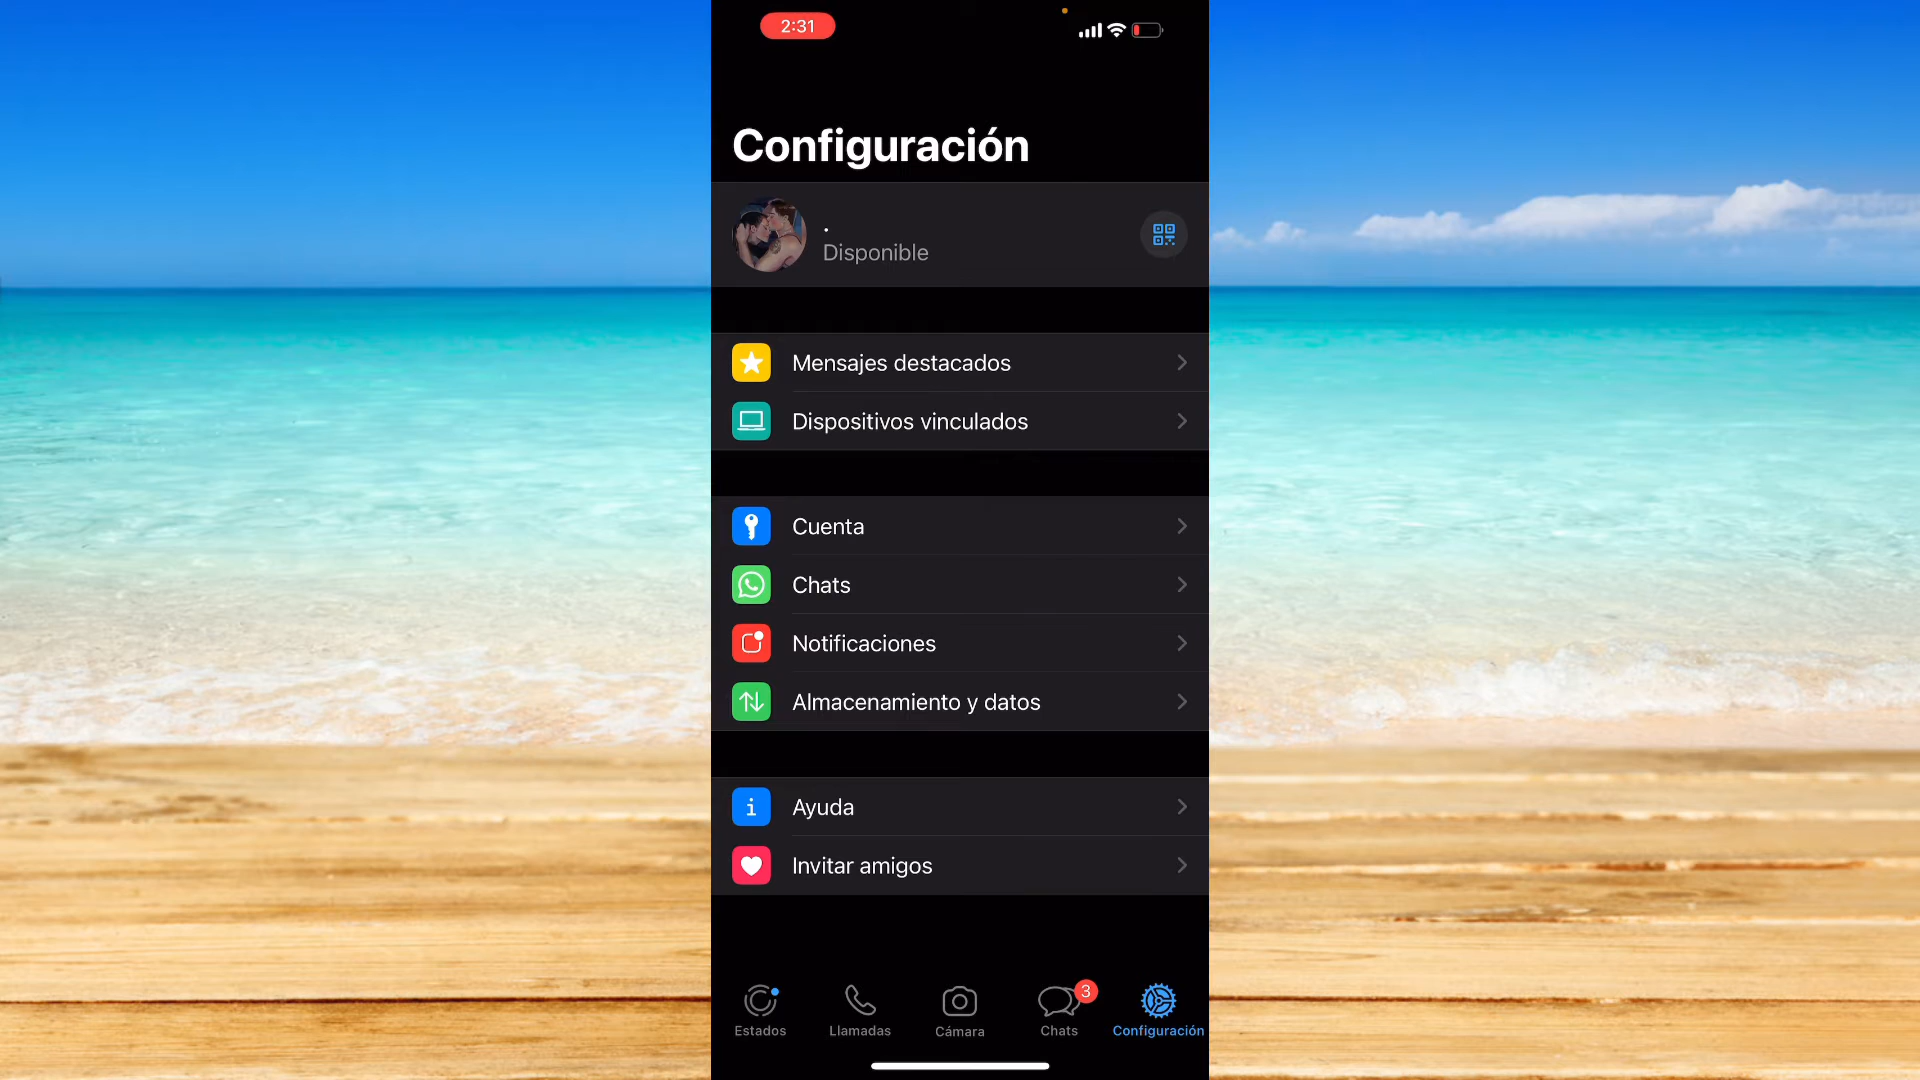 2:31
Configuración
.
Disponible
Mensajes destacados
Dispositivos vinculados
Cuenta
Chats
Notificaciones
Almacenamiento y datos
Ayuda
Invitar amigos
3
Estados
Llamadas
Cámara
Chats
Configuración